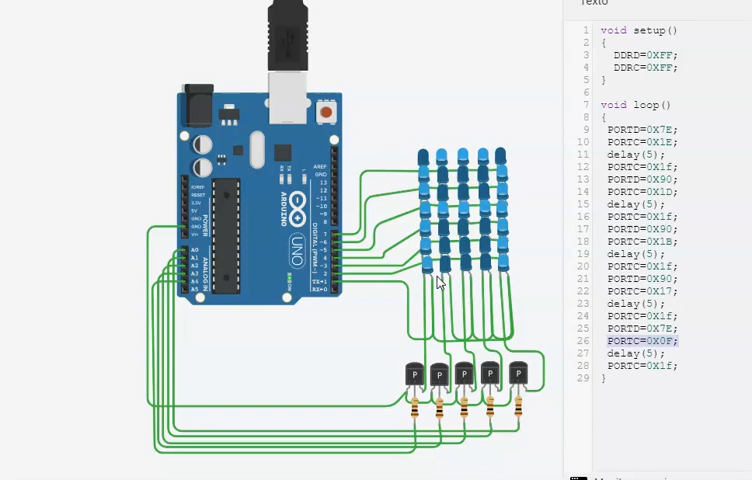 Texto
1 void setup()
2 {
3 DDRD=0XFF;
4 DDRC=0XFF;
5 }
6
7 void loop()
8 {
9 PORTD=0X7E;
10 PORTC=0X1E;
11 delay(5);
12 PORTC=0X1f;
13 PORTD=0X90;
14 PORTC=0X1D;
15 delay(5);
16 PORTC=0X1f;
17 PORTD=0X90;
18 PORTC=0X1B;
19 delay(5);
20 PORTC=0X1f;
21 PORTD=0X90;
22 PORTC=0X17;
23 delay(5);
24 PORTC=0X1f;
25 PORTD=0X7E;
26 PORTC=0X0F;
27 delay(5);
28 PORTC=0X1f;
29 }
AREF
GND
13
12
~11
~10
~9
8
7
~6
~5
4
~3
2
TX→1
RX←0
DIGITAL (PWM~)
IOREF
RESET
3.3V
5V
GND
GND
Vin
POWER
A0
A1
A2
A3
A4
A5
ANALOG IN
TX
RX
L
ARDUINO
UNO
ON
P
P
P
P
P